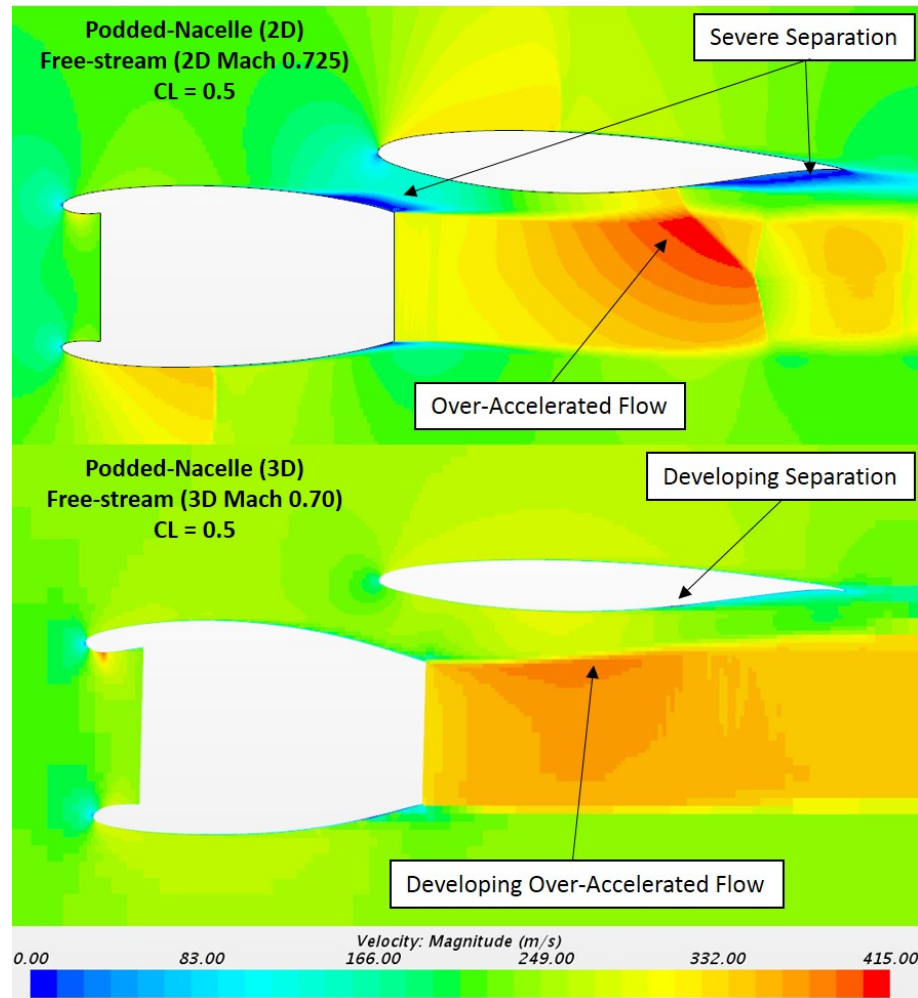 Podded-Nacelle (2D)
Free-stream (2D Mach 0.725)
CL = 0.5
Severe Separation
Over-Accelerated Flow
Podded-Nacelle (3D)
Free-stream (3D Mach 0.70)
CL = 0.5
Developing Separation
Developing Over-Accelerated Flow
Velocity: Magnitude (m/s)
0.00 83.00 166.00 249.00 332.00 415.00